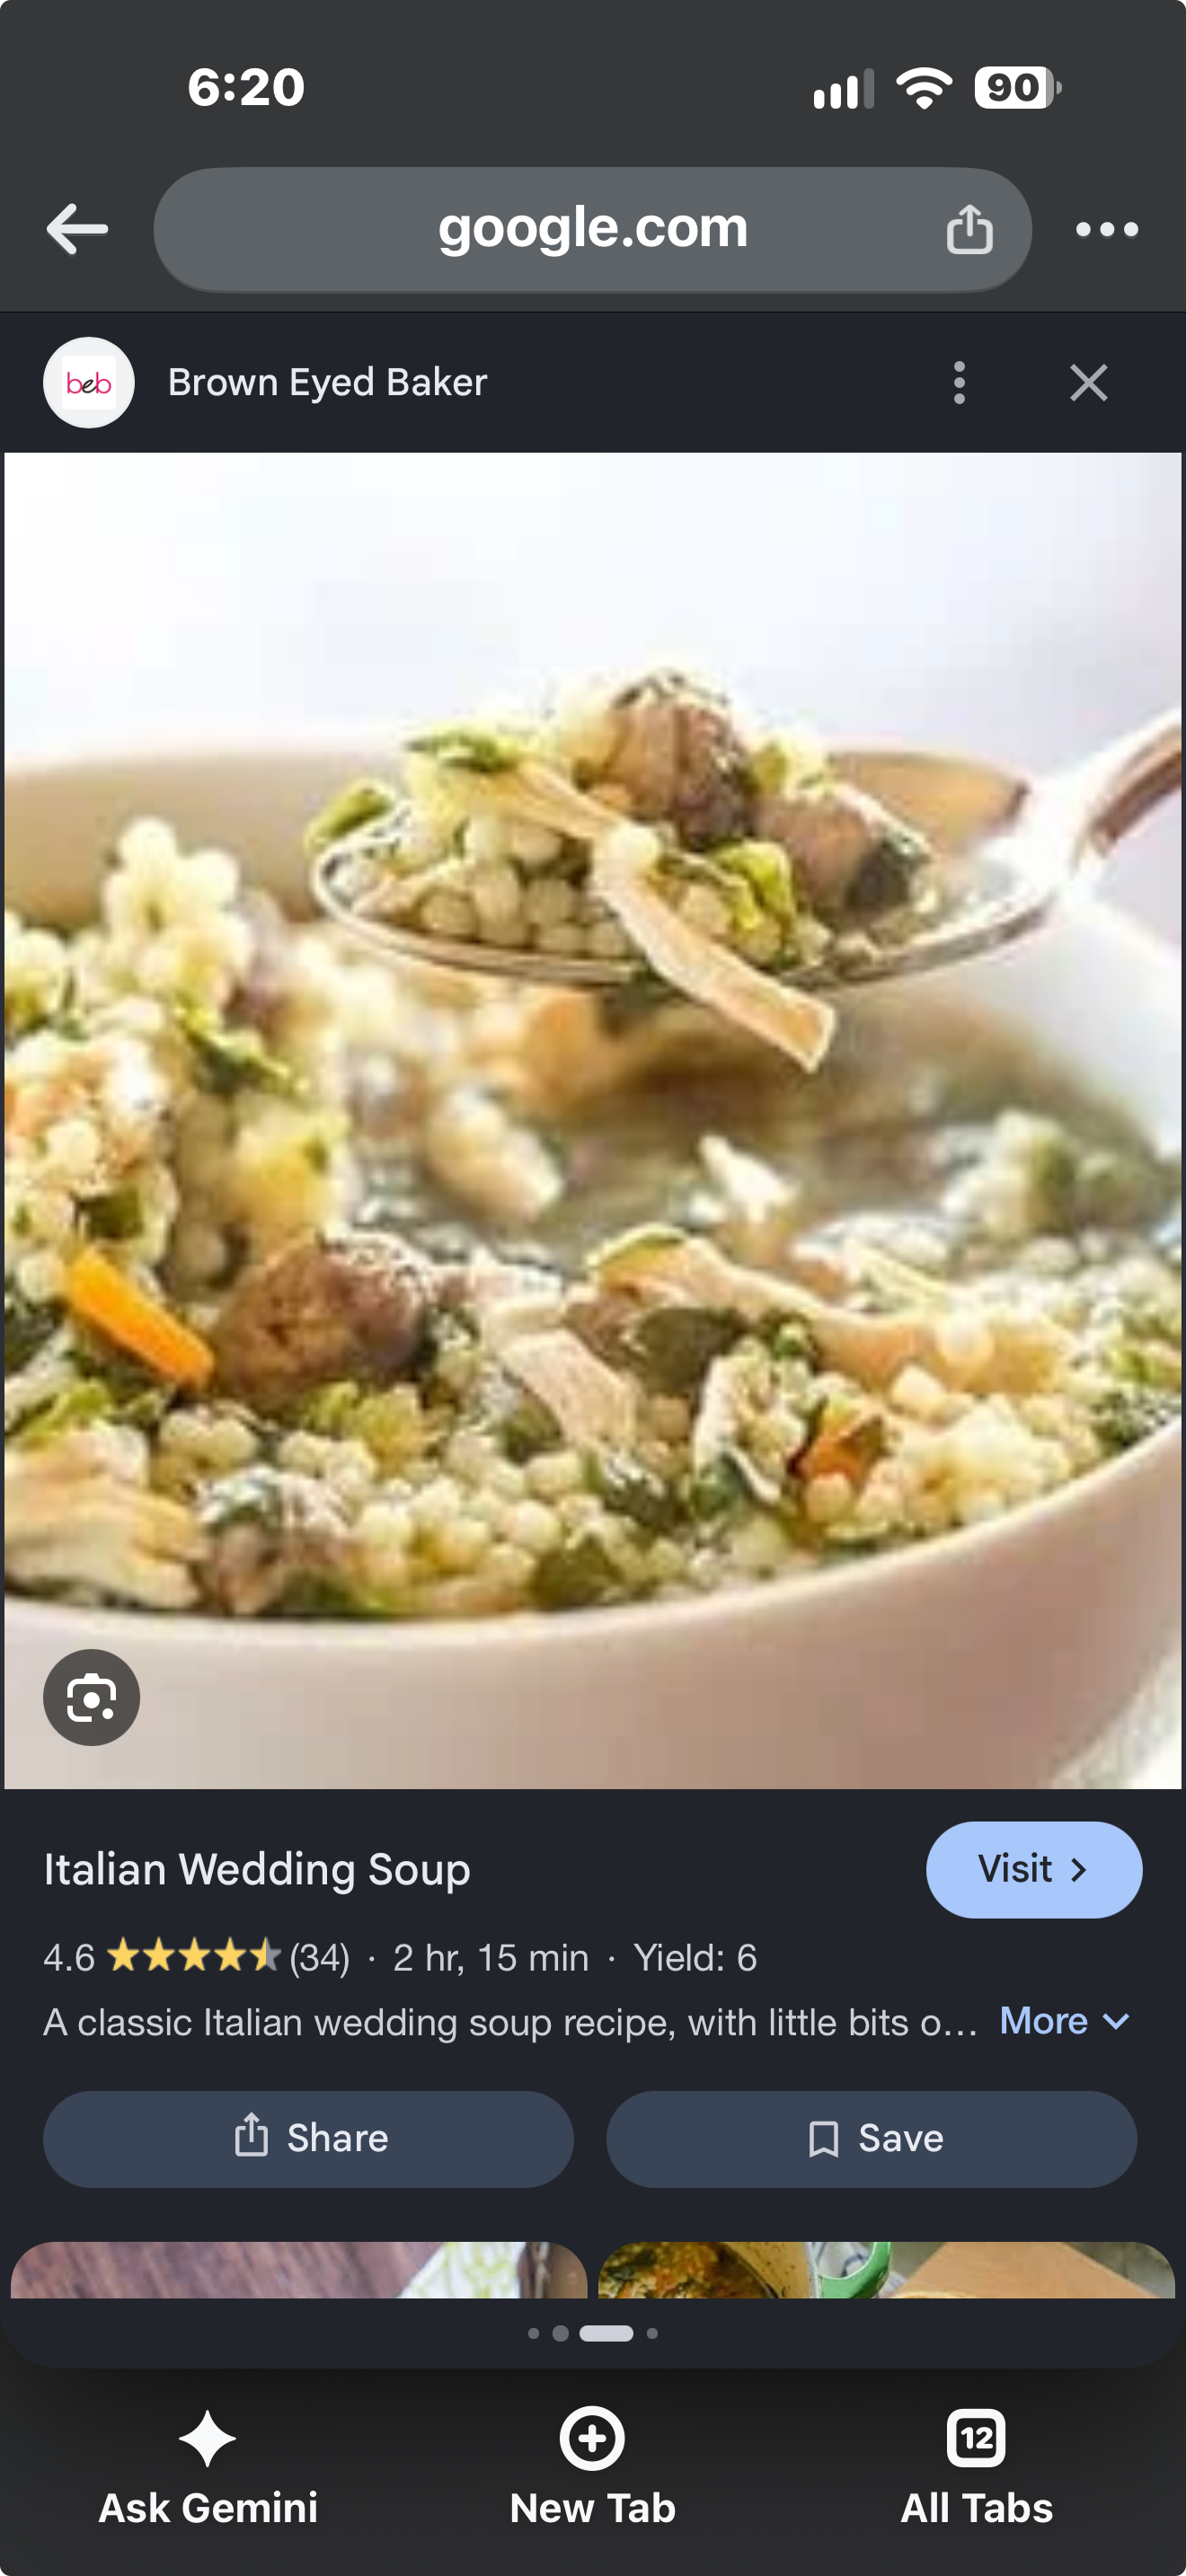 6:20
90
google.com
beb
Brown Eyed Baker
Italian Wedding Soup
Visit
4.6 (34) · 2 hr, 15 min · Yield: 6
A classic Italian wedding soup recipe, with little bits o... More
Share
Save
Ask Gemini
New Tab
12
All Tabs